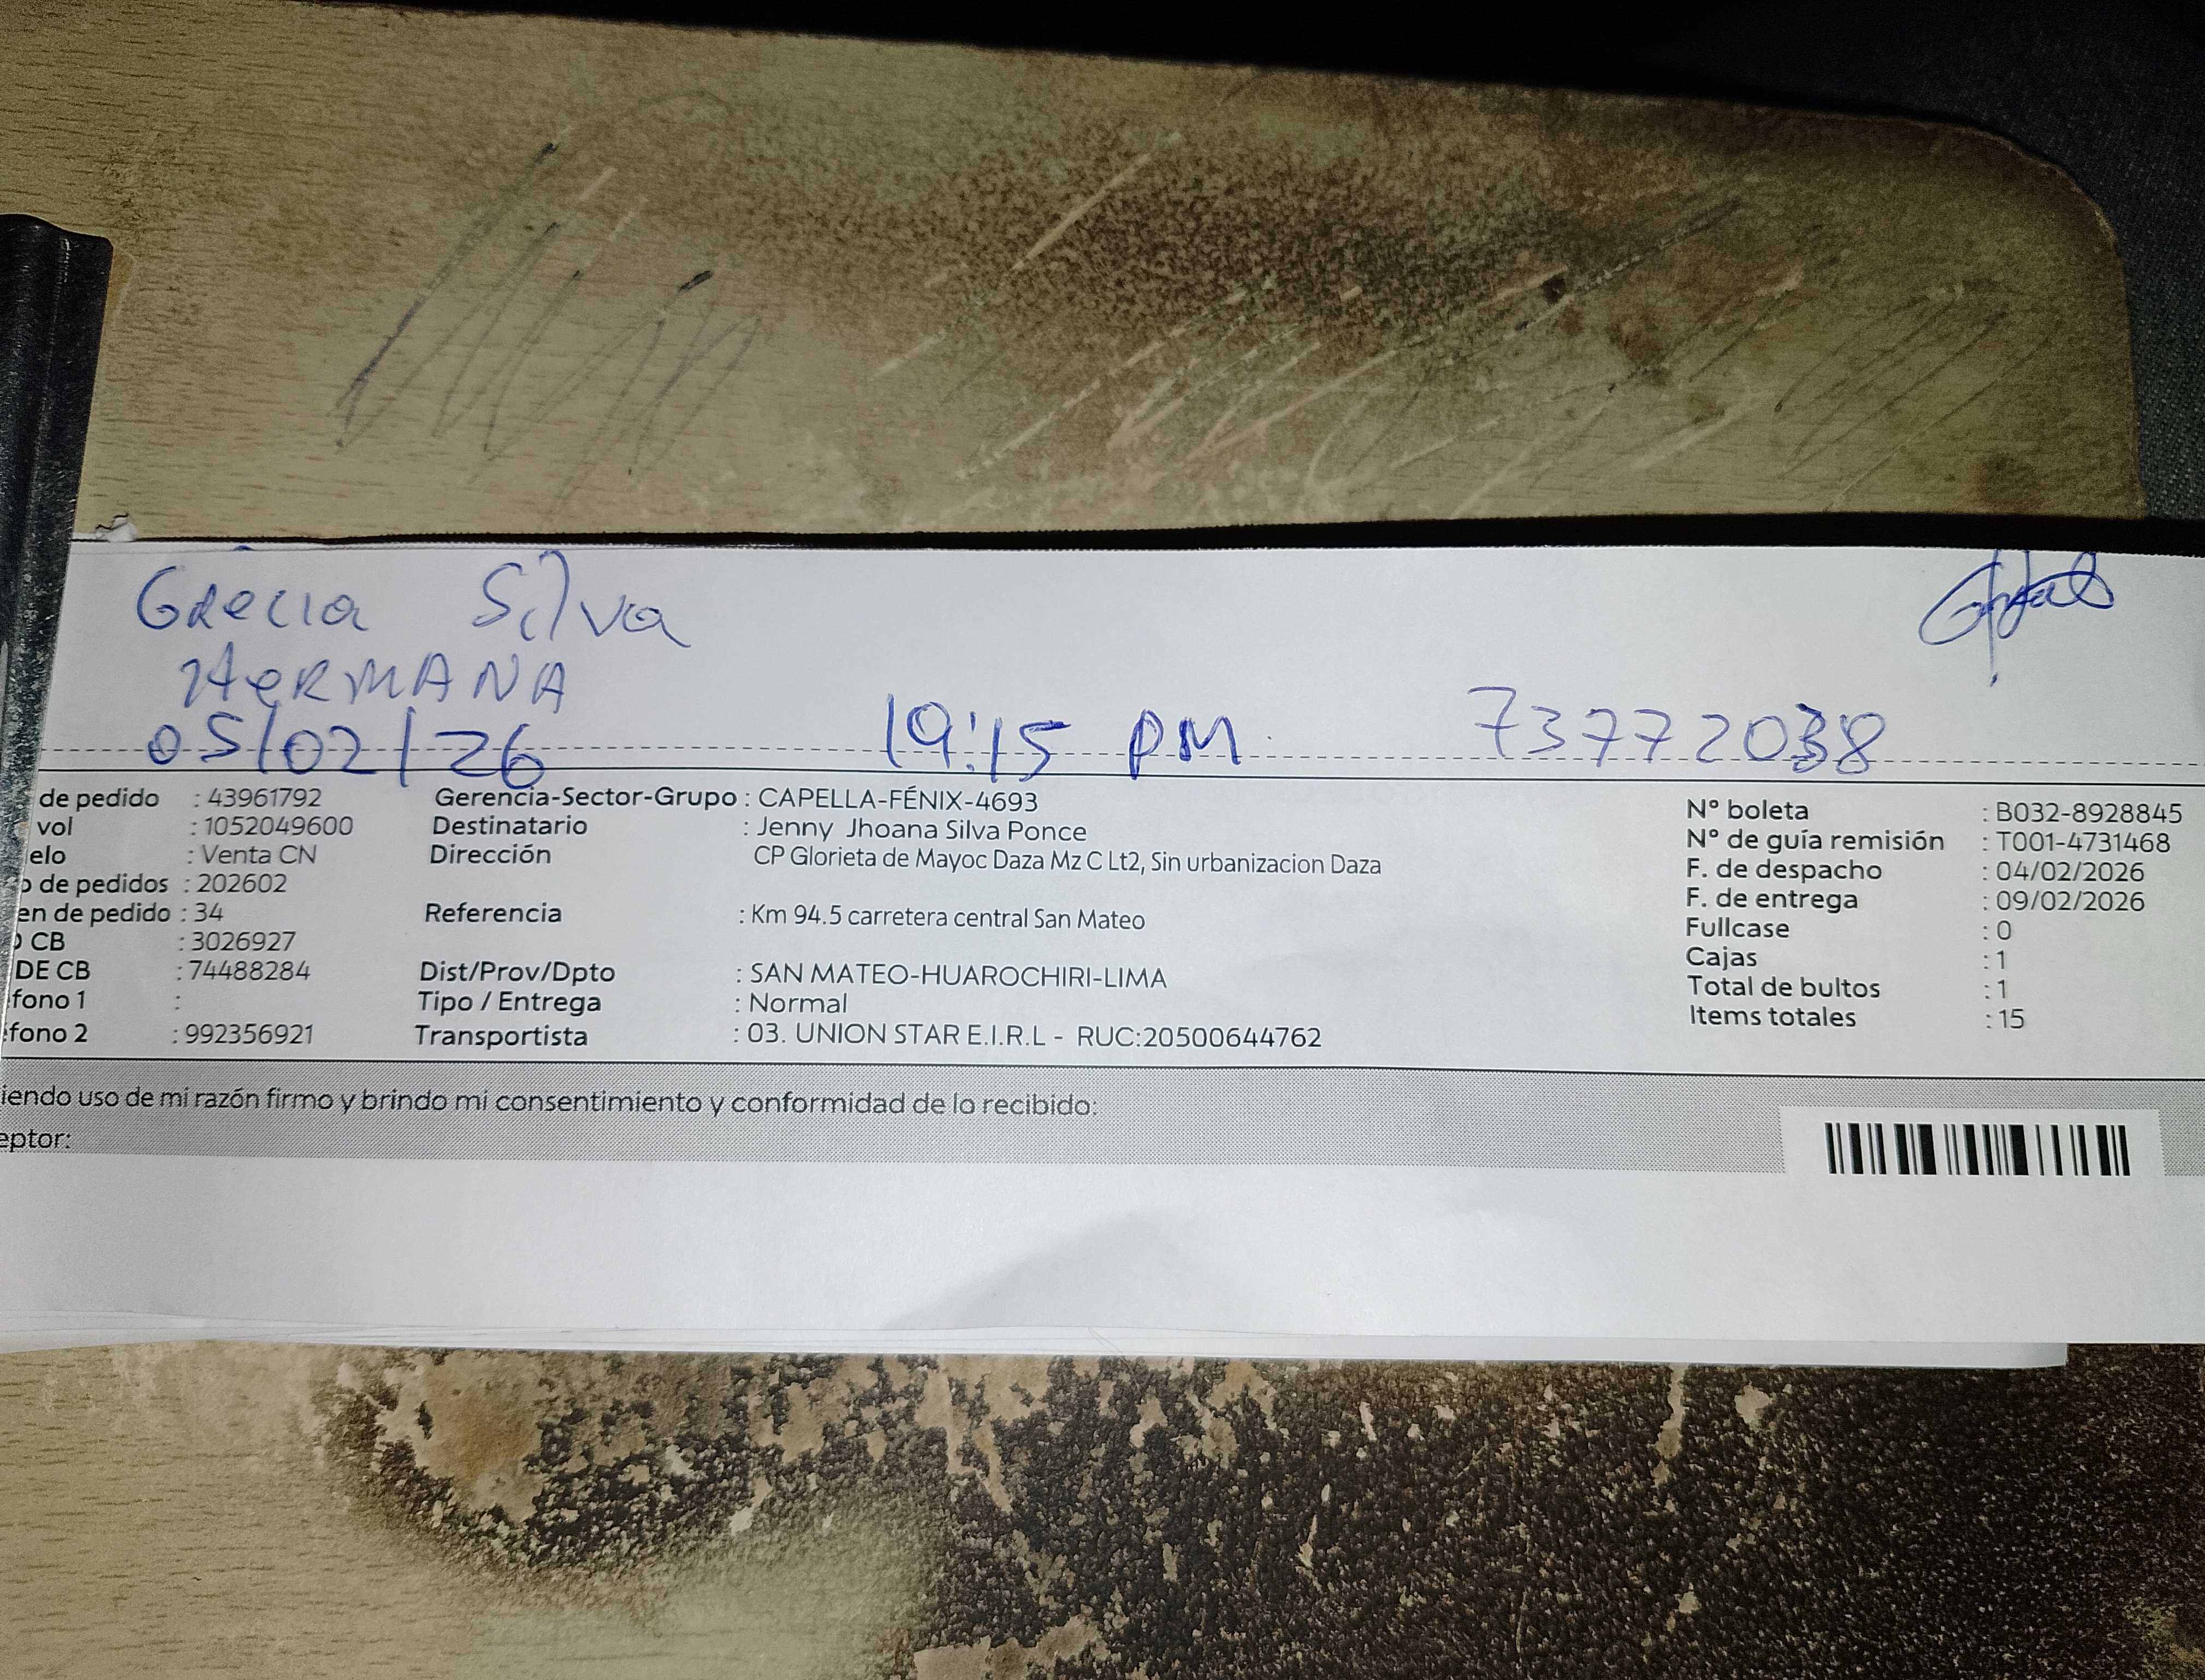 Grecia Silva
HERMANA
05/02/26 19:15 PM 73772038
de pedido : 43961792
vol : 1052049600
elo : Venta CN
o de pedidos : 202602
en de pedido : 34
O CB : 3026927
DE CB : 74488284
éfono 1 :
éfono 2 : 992356921
Gerencia-Sector-Grupo : CAPELLA-FÉNIX-4693
Destinatario : Jenny Jhoana Silva Ponce
Dirección CP Glorieta de Mayoc Daza Mz C Lt2, Sin urbanizacion Daza
Referencia : Km 94.5 carretera central San Mateo
Dist/Prov/Dpto : SAN MATEO-HUAROCHIRI-LIMA
Tipo / Entrega : Normal
Transportista : 03. UNION STAR E.I.R.L - RUC:20500644762
N° boleta : B032-8928845
N° de guía remisión : T001-4731468
F. de despacho : 04/02/2026
F. de entrega : 09/02/2026
Fullcase : 0
Cajas : 1
Total de bultos : 1
Items totales : 15
iendo uso de mi razón firmo y brindo mi consentimiento y conformidad de lo recibido:
eptor: